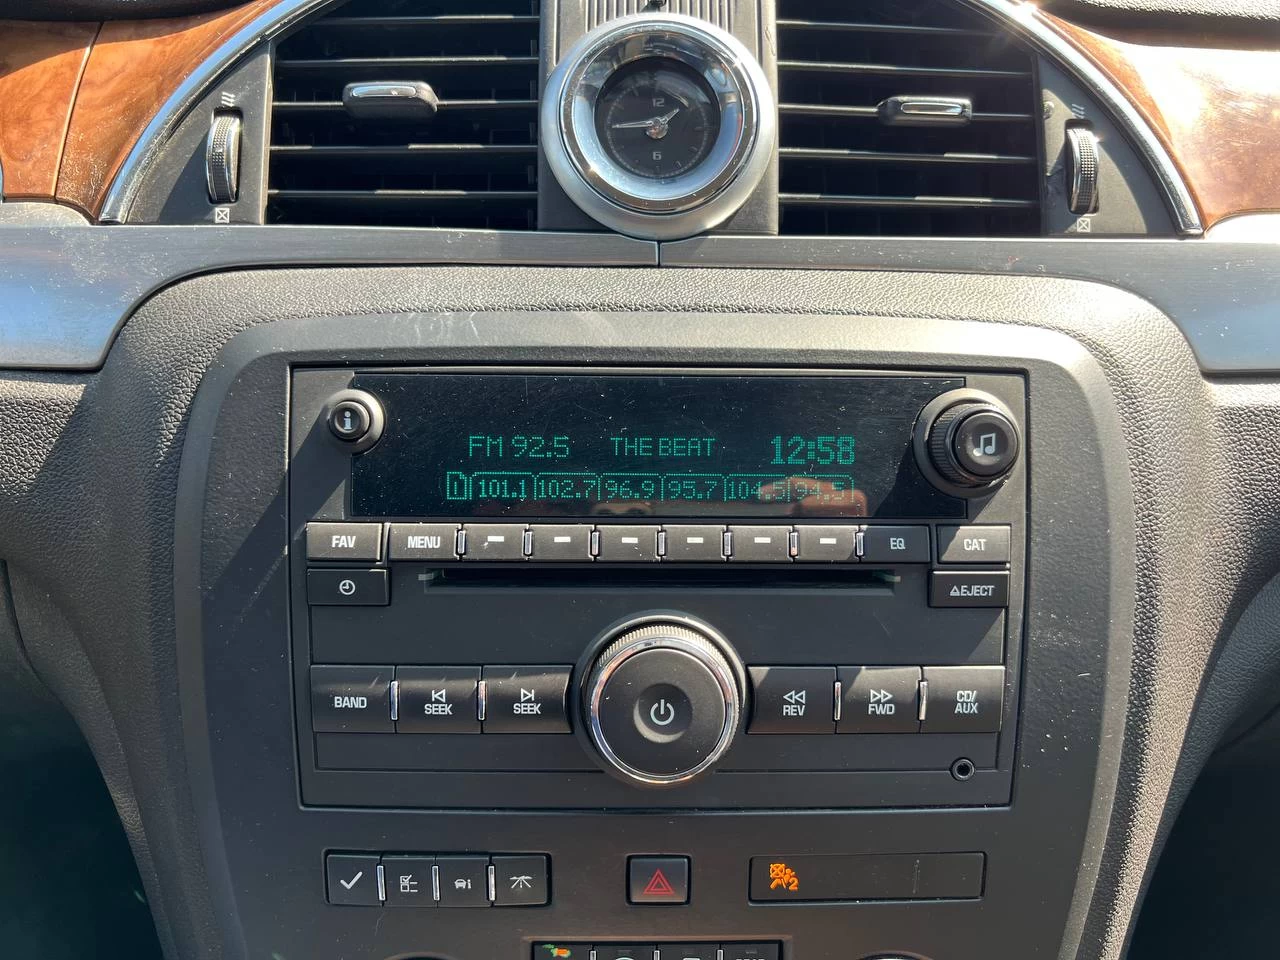 12
6
FM 92.5 THE BEAT 12:58
101.1 102.7 96.9 95.7 104.5 94.5
FAV MENU EQ CAT
EJECT
BAND SEEK SEEK REV FWD CD/
AUX
2